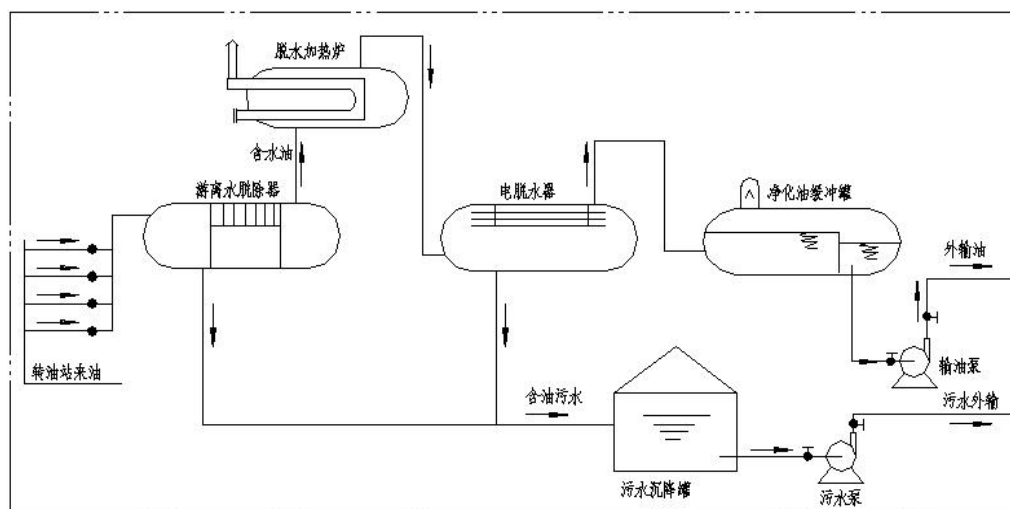 脱水加热炉
含水油
游离水脱除器
电脱水器
净化油缓冲罐
外输油
转油站来油
输油泵
含油污水
污水外输
污水沉降罐
污水泵